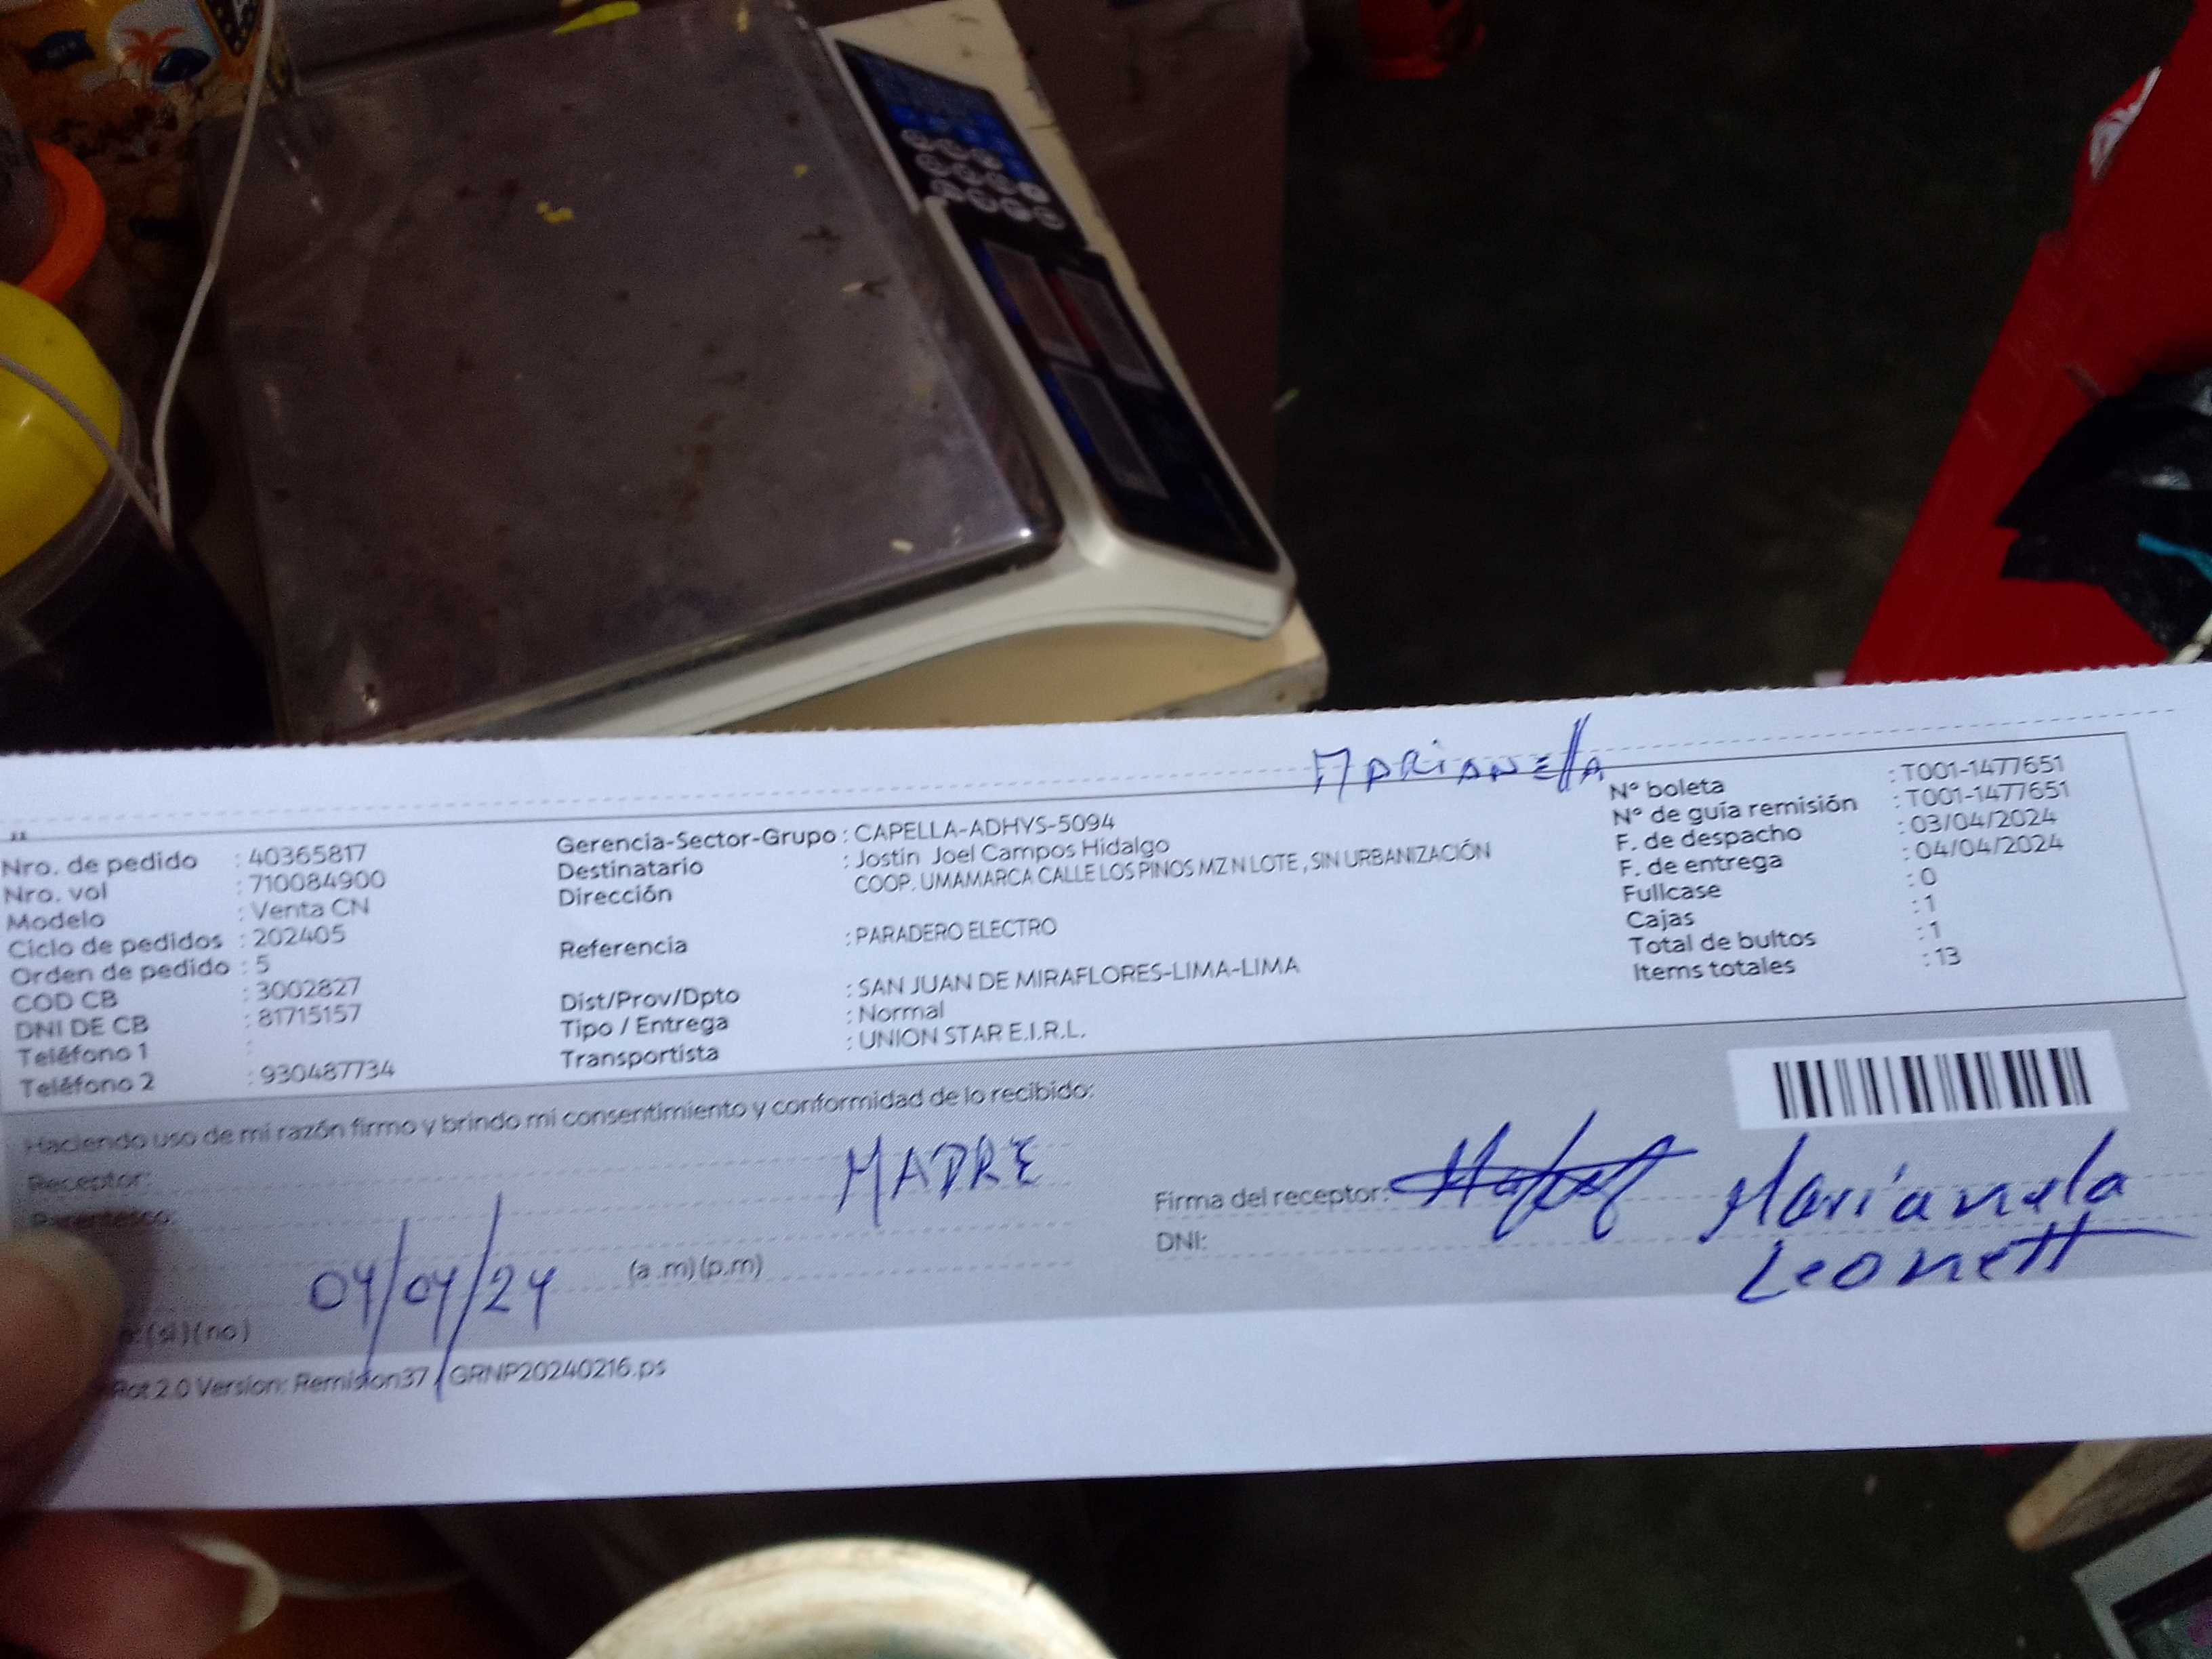 MARIANELLA
Nro. de pedido : 40365817
Nro. vol : 710084900
Modelo : Venta CN
Ciclo de pedidos : 202405
Orden de pedido : 5
COD CB : 3002827
DNI DE CB : 81715157
Teléfono 1 :
Teléfono 2 : 930487734
Gerencia-Sector-Grupo : CAPELLA-ADHYS-5094
Destinatario : Jostin Joel Campos Hidalgo
Dirección COOP. UMAMARCA CALLE LOS PINOS MZ N LOTE , SIN URBANIZACIÓN
Referencia : PARADERO ELECTRO
Dist/Prov/Dpto : SAN JUAN DE MIRAFLORES-LIMA-LIMA
Tipo / Entrega : Normal
Transportista : UNION STAR E.I.R.L.
N° boleta : T001-1477651
N° de guía remisión : T001-1477651
F. de despacho : 03/04/2024
F. de entrega : 04/04/2024
Fullcase : 0
Cajas : 1
Total de bultos : 1
Items totales : 13
Haciendo uso de mi razón firmo y brindo mi consentimiento y conformidad de lo recibido:
Receptor:
Parentesco: MADRE
04/04/24 (a .m) (p.m)
(si) (no)
Rot 2.0 Version: Remision37 / GRNP20240216.ps
Firma del receptor: Marianela
DNI: Leonett